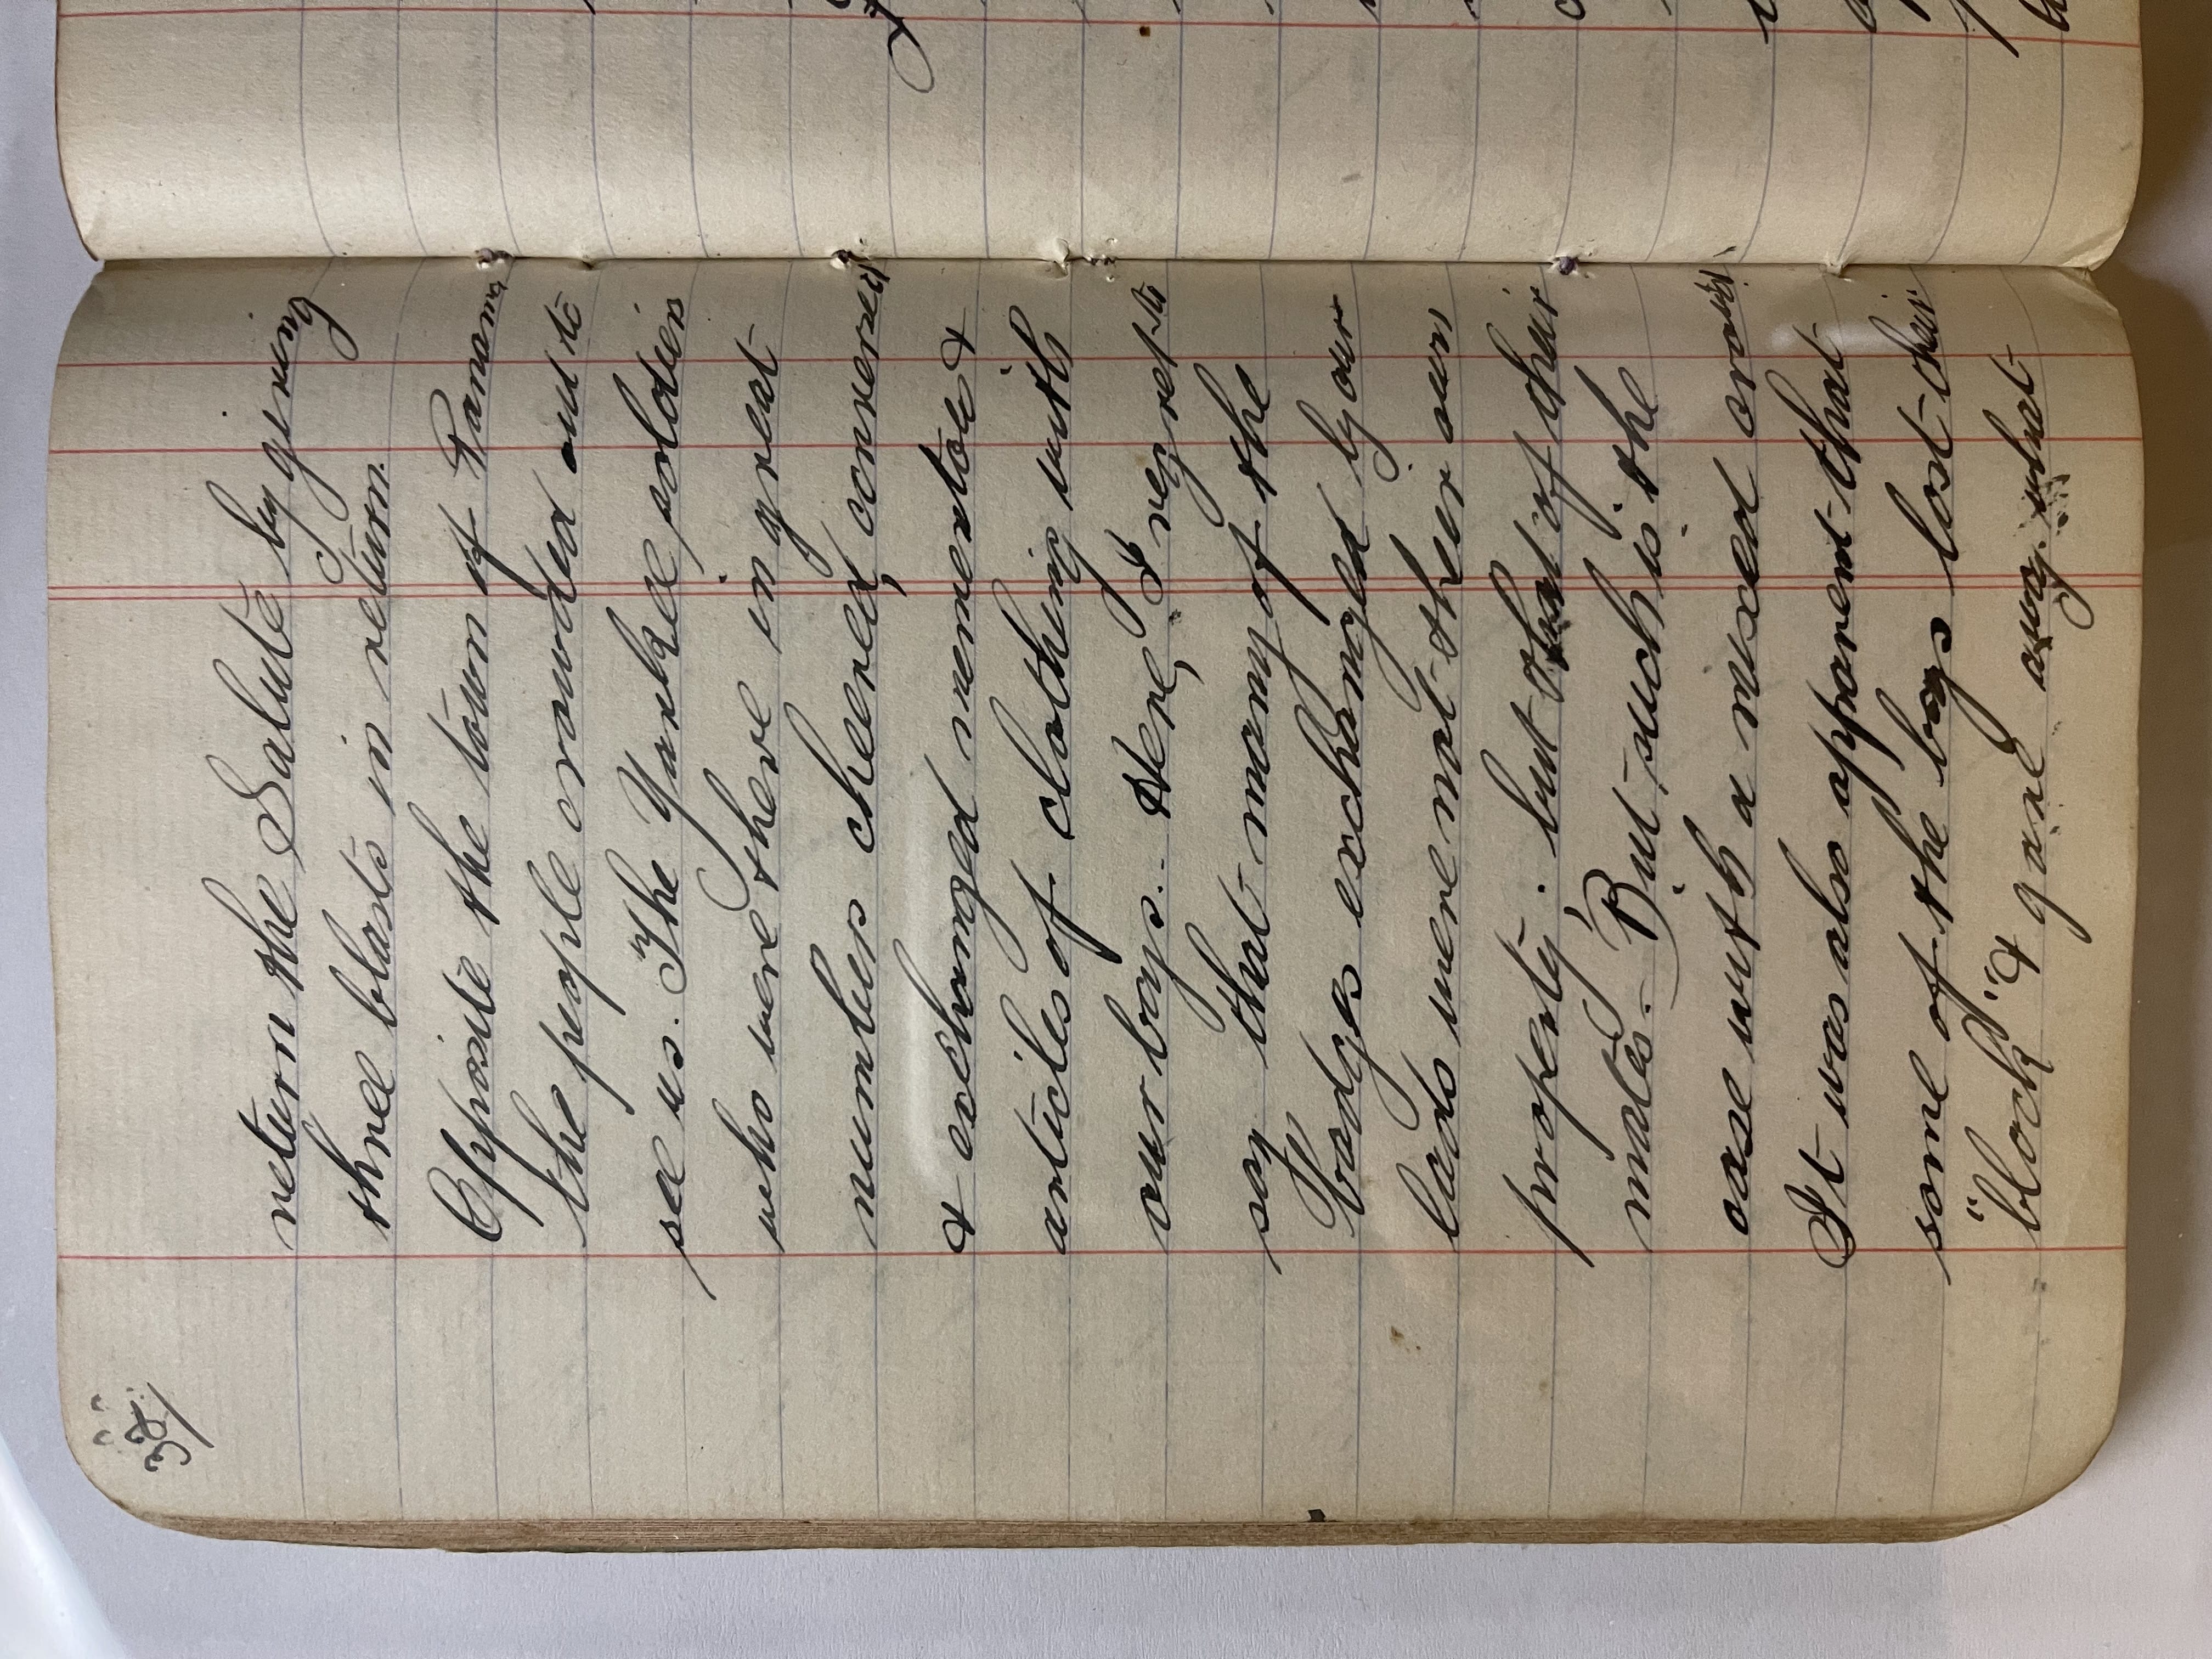 32
return the Salute by giving
three blasts in return.
Opposite the town of Panama
the people crowded out to
see us. The Yankee soldiers
who were there in great
numbers cheered, conversed
& exchanged mementoes &
articles of clothing with
our boys.. Here, I regret to
say that many of the
badges exchanged by our
lads were not their own
property; but that of their
mates. - But such is the
case with a mixed crowd.
It was also apparent that
some of the boys lost their
"block" & gave away what